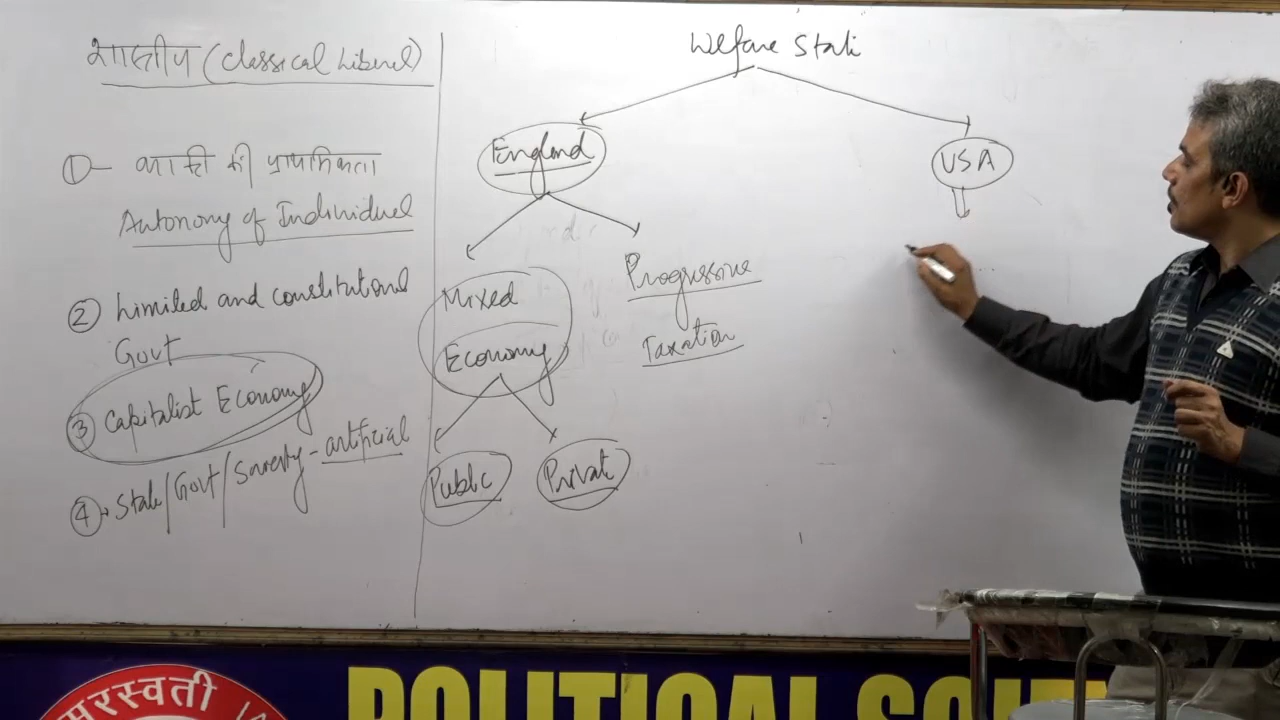 शास्त्रीय (Classical Liberal)
①- व्यक्ति की प्राथमिकता
Autonomy of Individual
② Limited and constitutional
Govt
③ Capitalist Economy
④ State/Govt/Society - artificial
Welfare State
England
USA
Mixed
Economy
Progressive
Taxation
Public
Private
सरस्वती
POLITICAL SCI